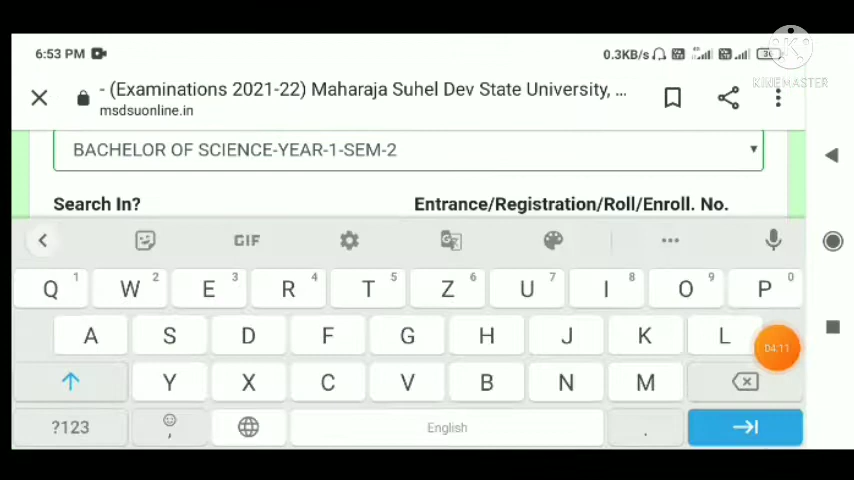 6:53 PM 0.3KB/s 36
KINEMASTER
- (Examinations 2021-22) Maharaja Suhel Dev State University, ...
msdsuonline.in
BACHELOR OF SCIENCE-YEAR-1-SEM-2
Search In? Entrance/Registration/Roll/Enroll. No.
GIF
Q 1 W 2 E 3 R 4 T 5 Z 6 U 7 I 8 O 9 P 0
A S D F G H J K L
04:11
Y X C V B N M
?123 , English .